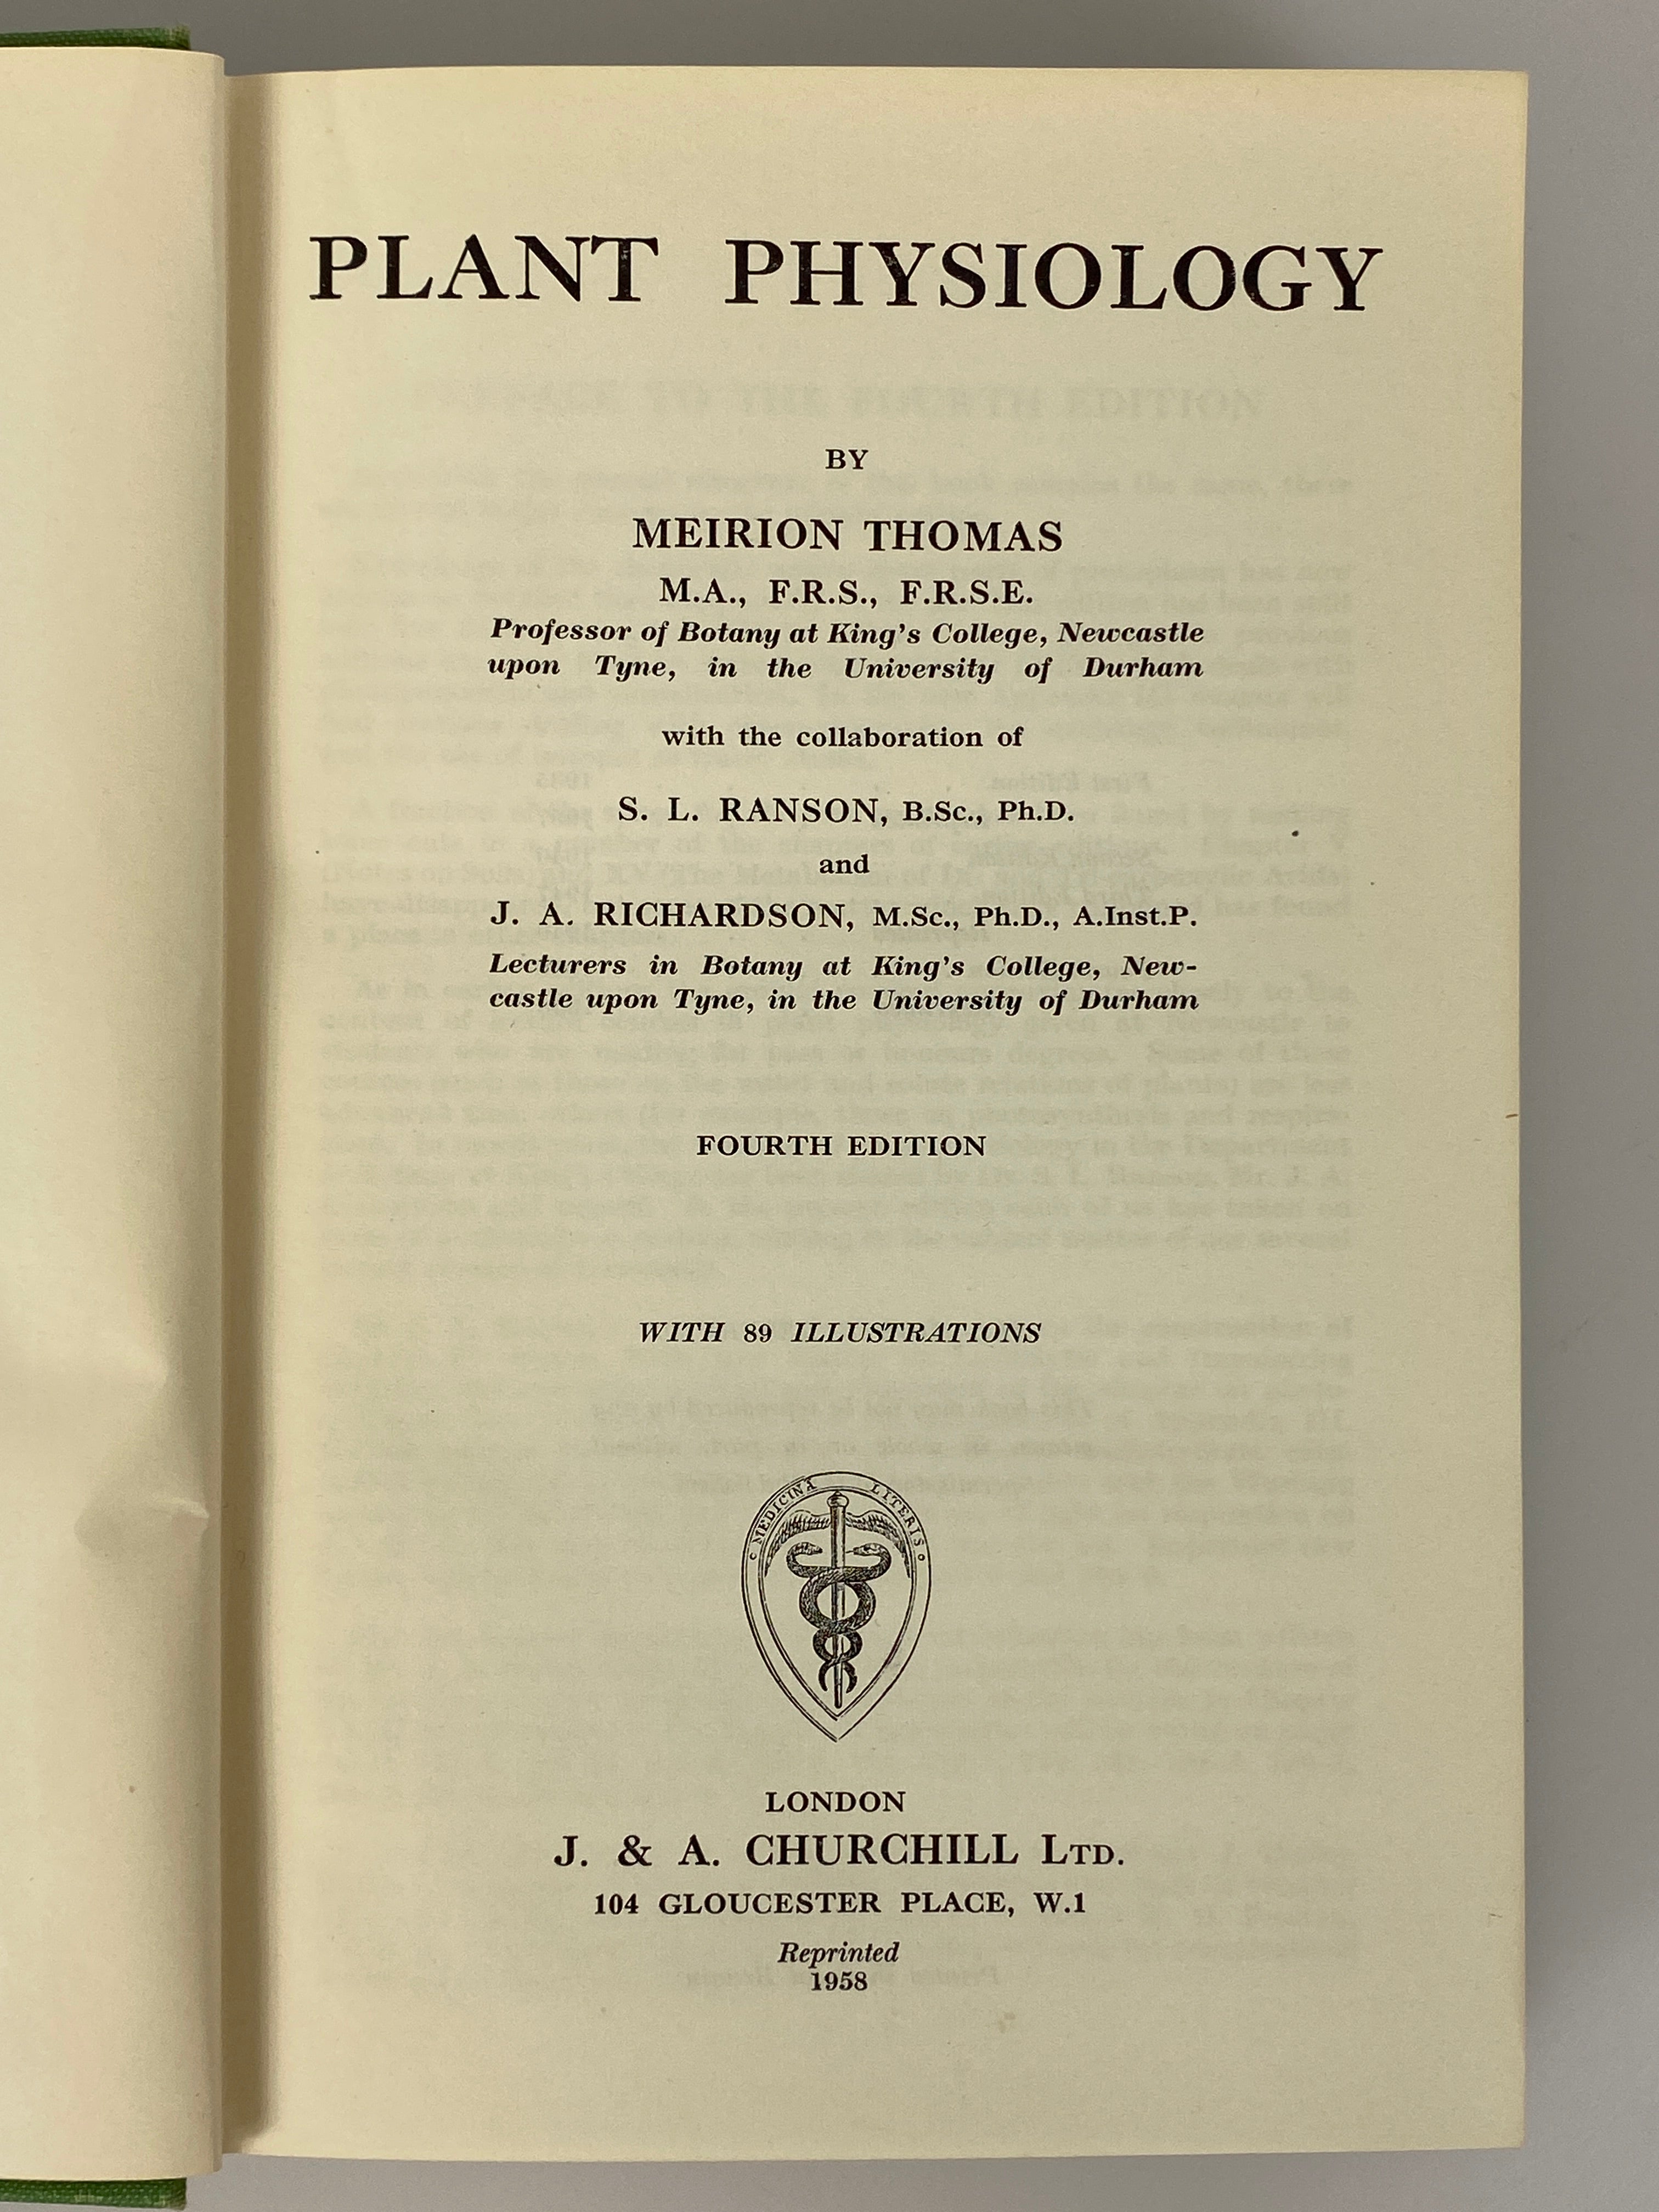 PLANT PHYSIOLOGY
BY
MEIRION THOMAS
M.A., F.R.S., F.R.S.E.
Professor of Botany at King's College, Newcastle
upon Tyne, in the University of Durham
with the collaboration of
S. L. RANSON, B.Sc., Ph.D.
and
J. A. RICHARDSON, M.Sc., Ph.D., A.Inst.P.
Lecturers in Botany at King's College, New-
castle upon Tyne, in the University of Durham
FOURTH EDITION
WITH 89 ILLUSTRATIONS
MEDICINA LITERIS
LONDON
J. & A. CHURCHILL LTD.
104 GLOUCESTER PLACE, W.1
Reprinted
1958